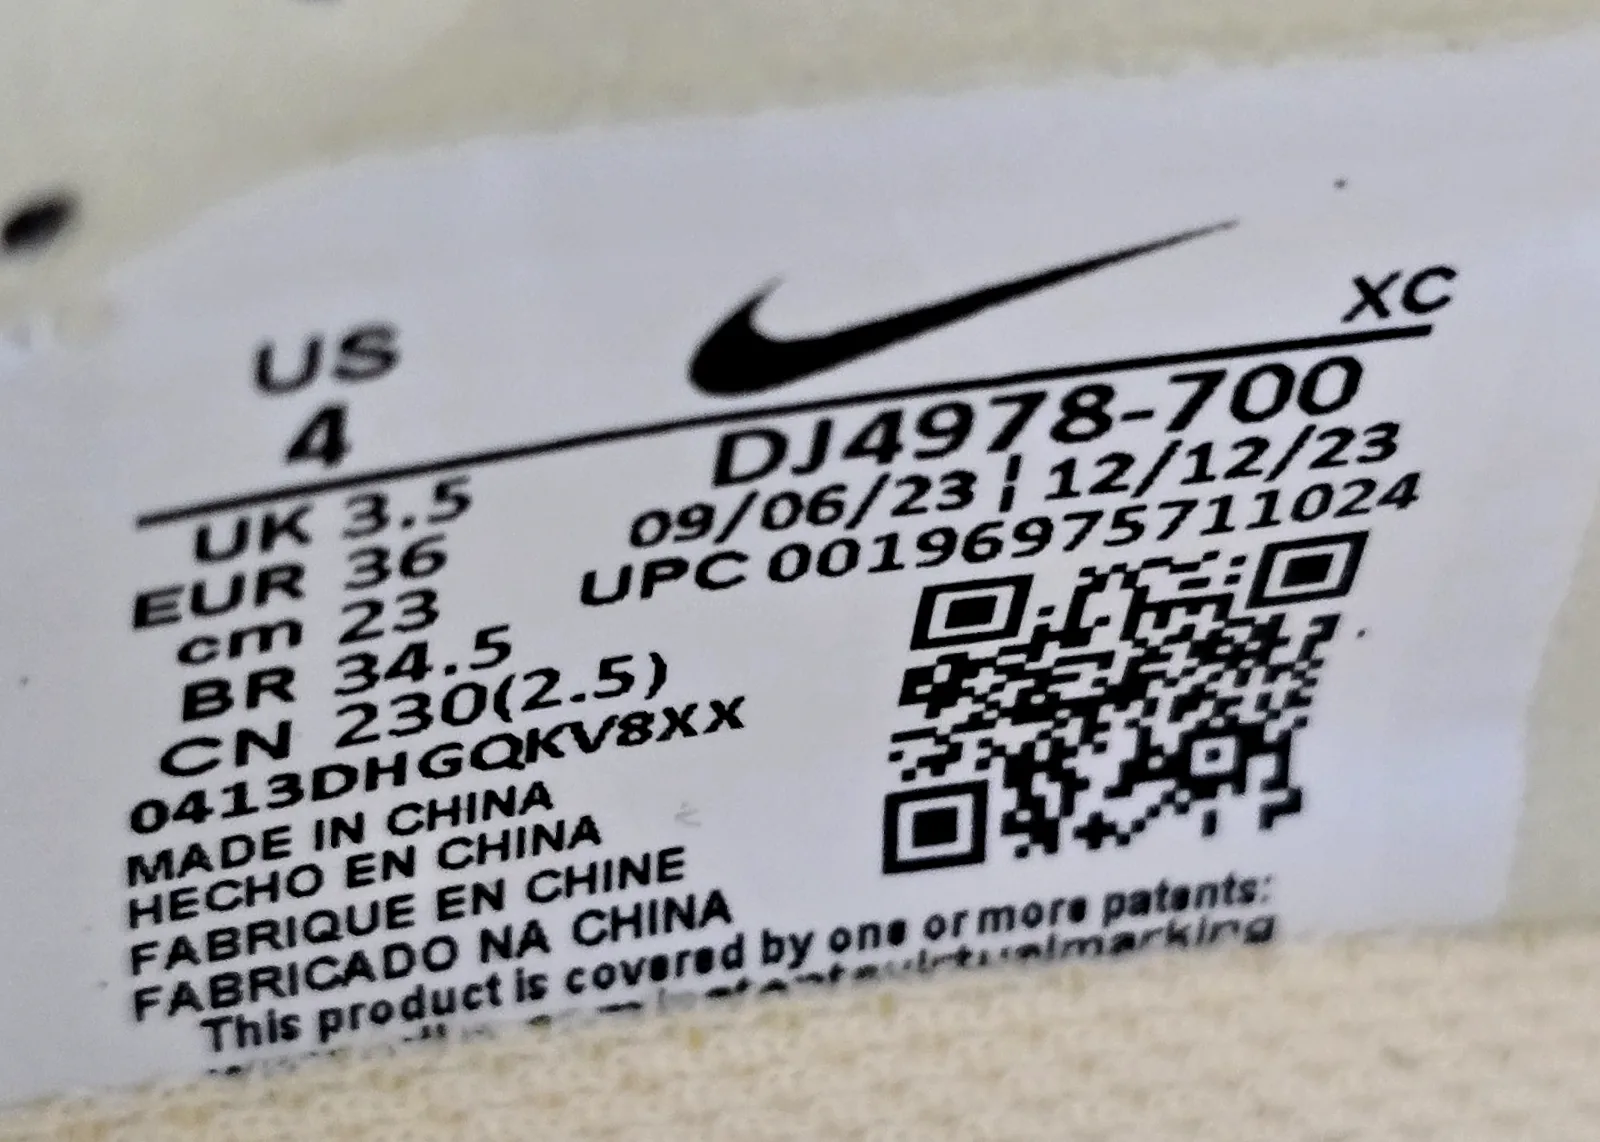 XC
US
4
DJ4978-700
09/06/23 ¦ 12/12/23
UPC 00196975711024
UK 3.5
EUR 36
cm 23
BR 34.5
CN 230(2.5)
0413DHGQKV8XX
MADE IN CHINA
HECHO EN CHINA
FABRIQUE EN CHINE
FABRICADO NA CHINA
This product is covered by one or more patents: